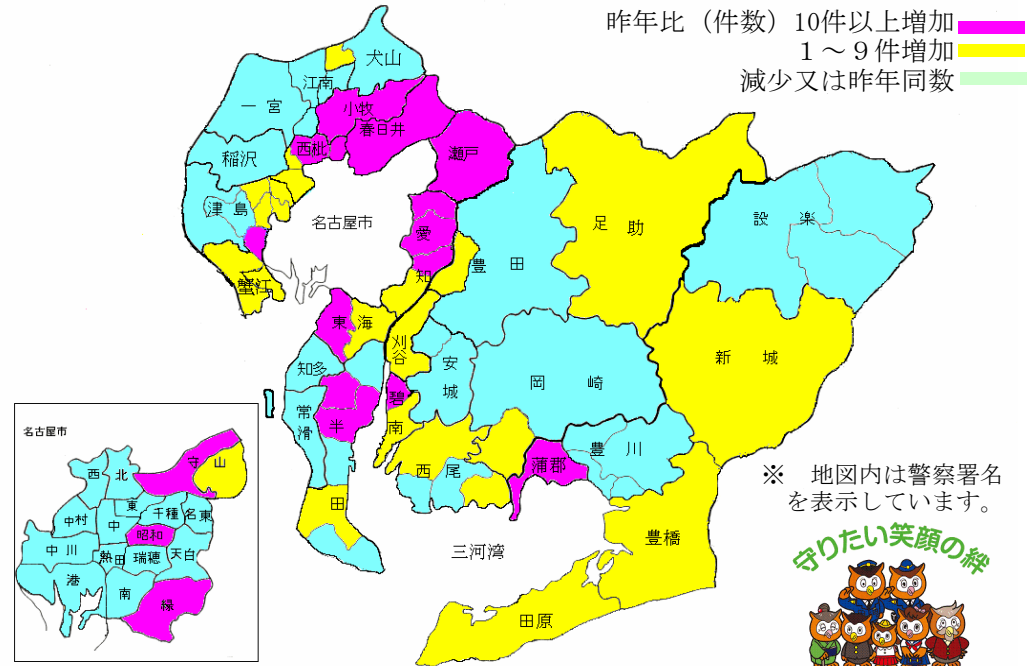 昨年比（件数）10件以上増加
１～９件増加
減少又は昨年同数
犬山
江南
一宮
小牧
春日井
西枇
瀬戸
稲沢
津島
名古屋市
愛知
蟹江
豊田
足助
設楽
東海
刈谷
知多
安城
岡崎
新城
常滑
半田
碧南
西尾
蒲郡
豊川
豊橋
田原
三河湾
※　地図内は警察署名
を表示しています。
守りたい笑顔の絆
名古屋市
西
北
守山
東
中村
中
千種
名東
昭和
中川
熱田
瑞穂
天白
港
南
緑